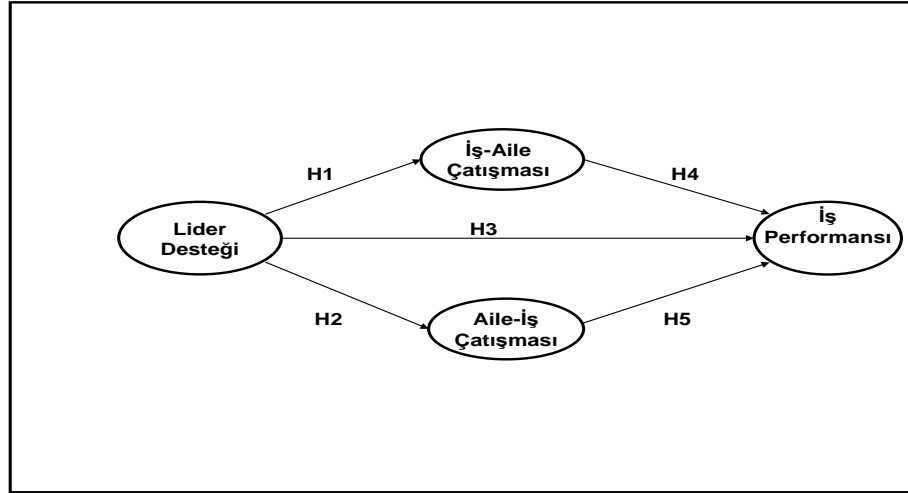 İş-Aile
Çatışması
H1
H4
Lider
Desteği
H3
İş
Performansı
H2
Aile-İş
Çatışması
H5